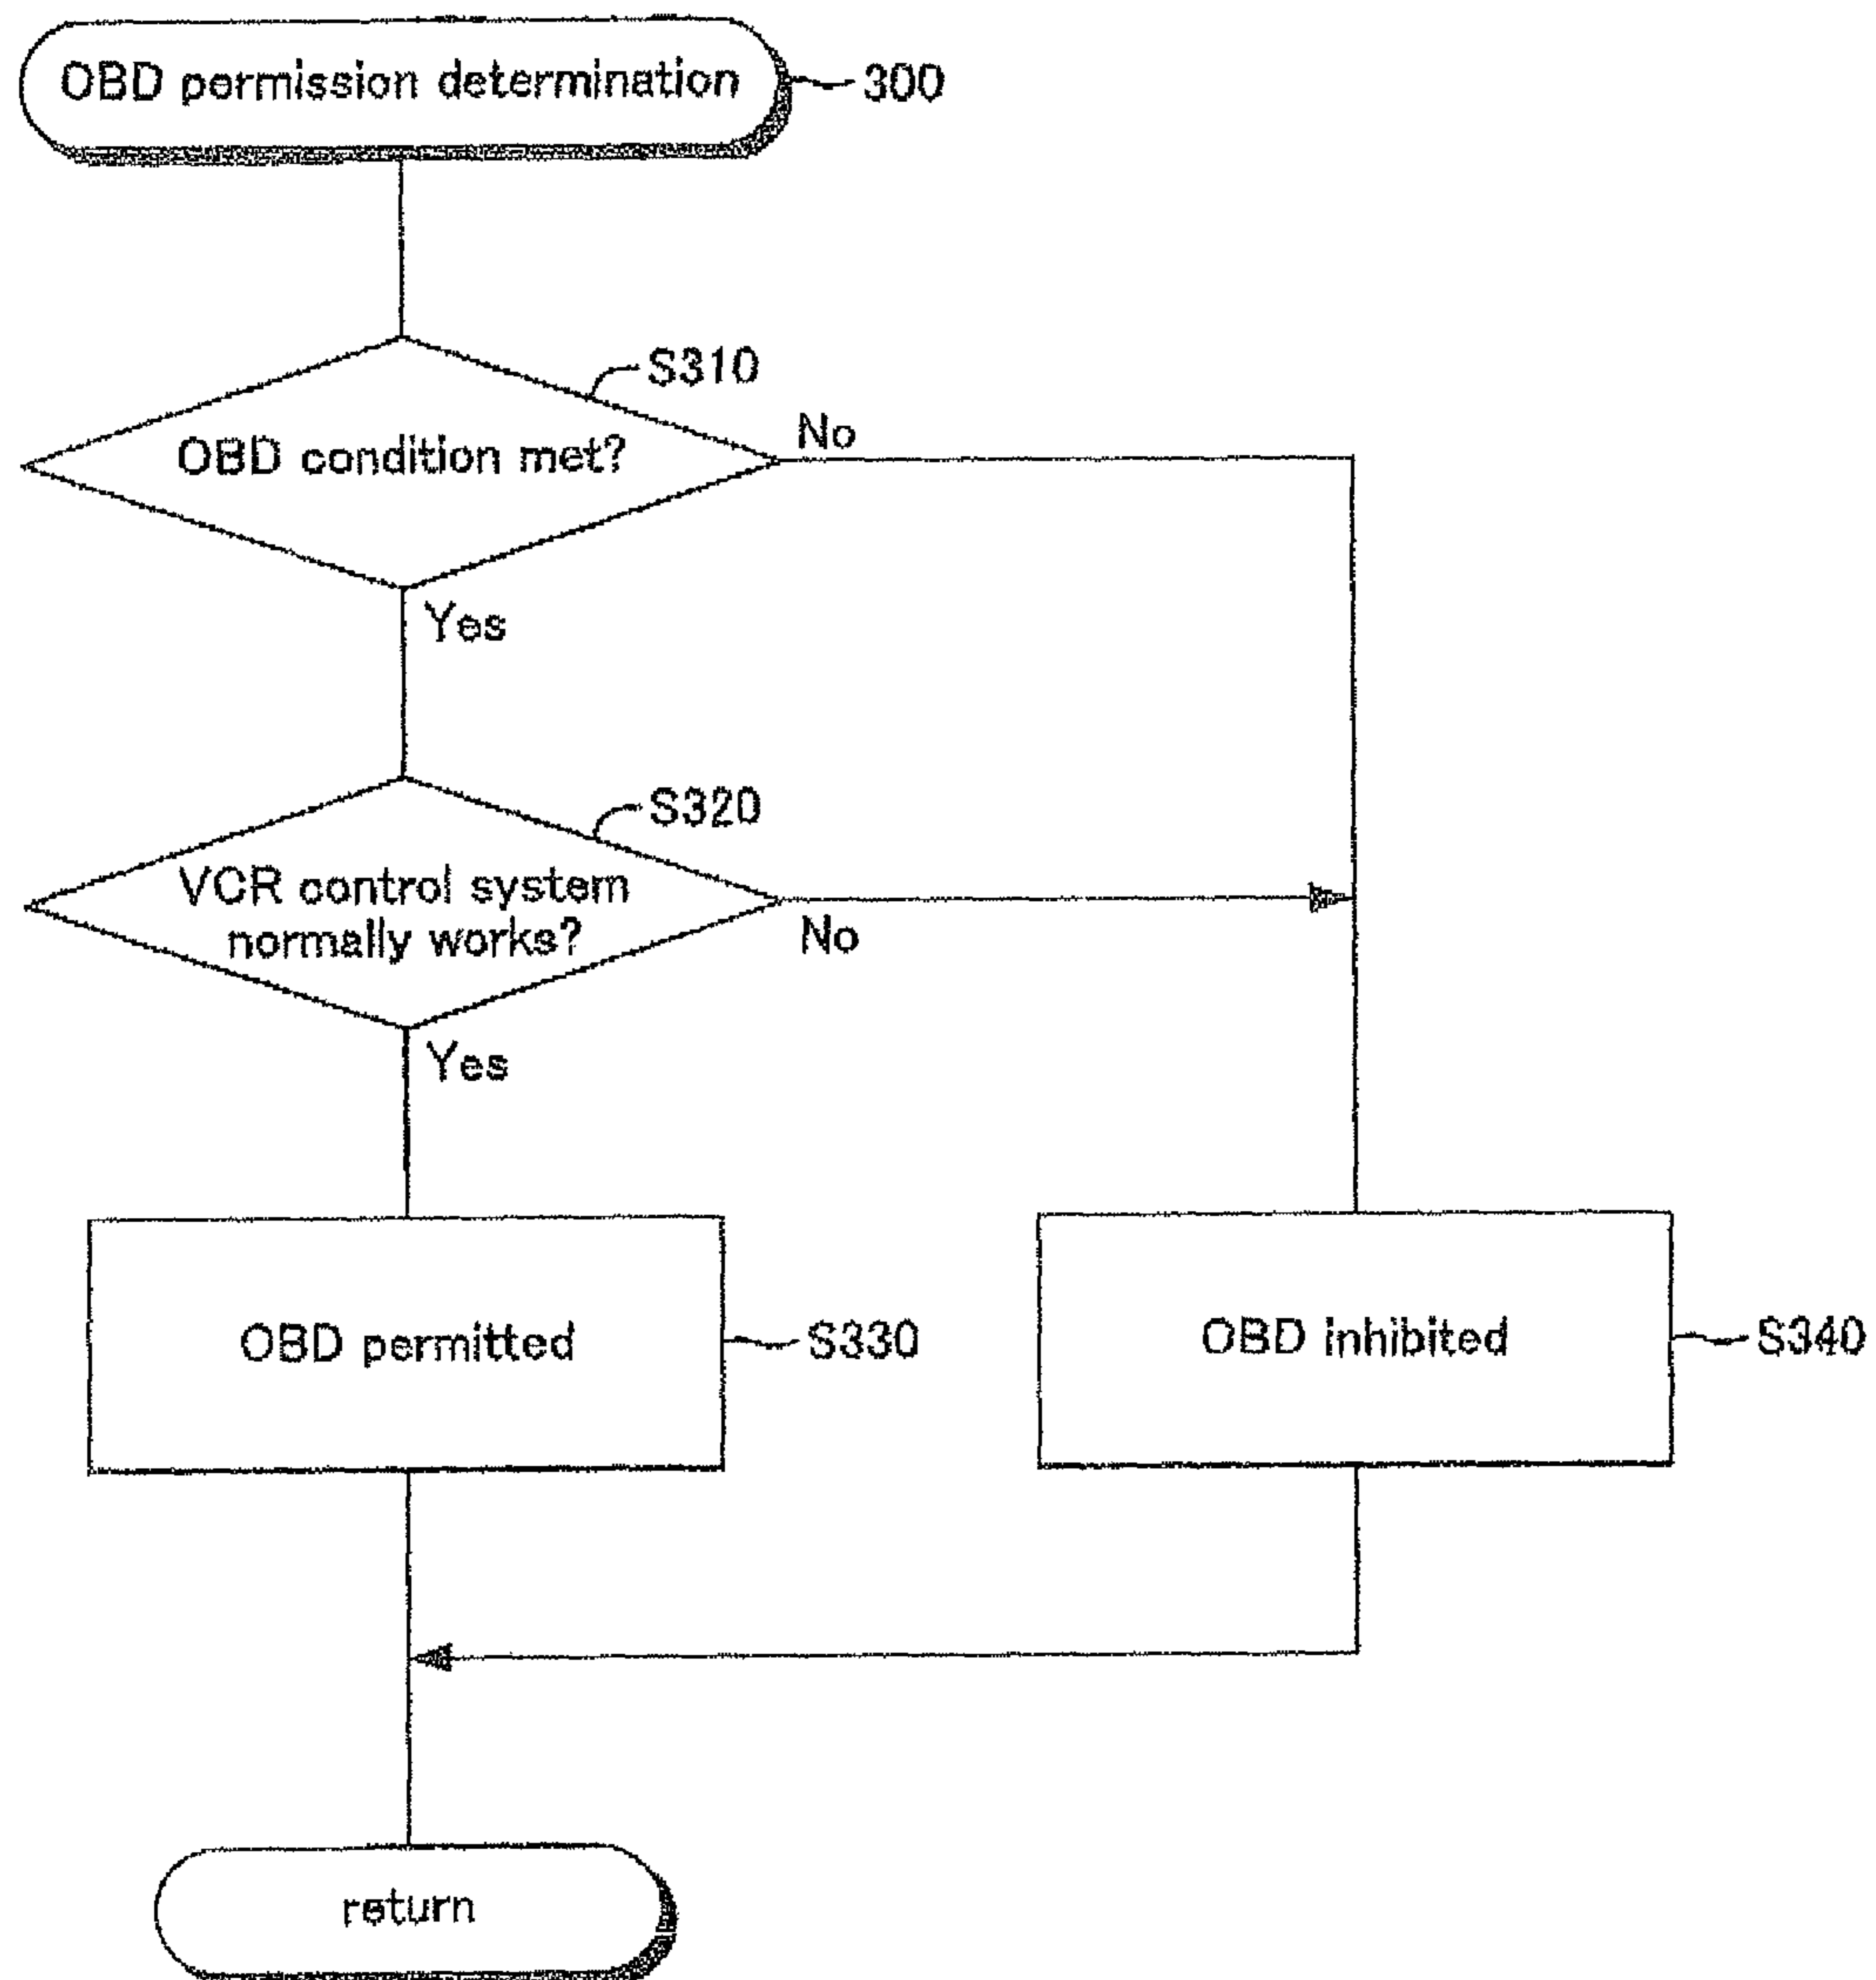 OBD permission determination
300
S310
OBD condition met?
No
Yes
S320
VCR control system
normally works?
No
Yes
OBD permitted
S330
OBD inhibited
S340
return